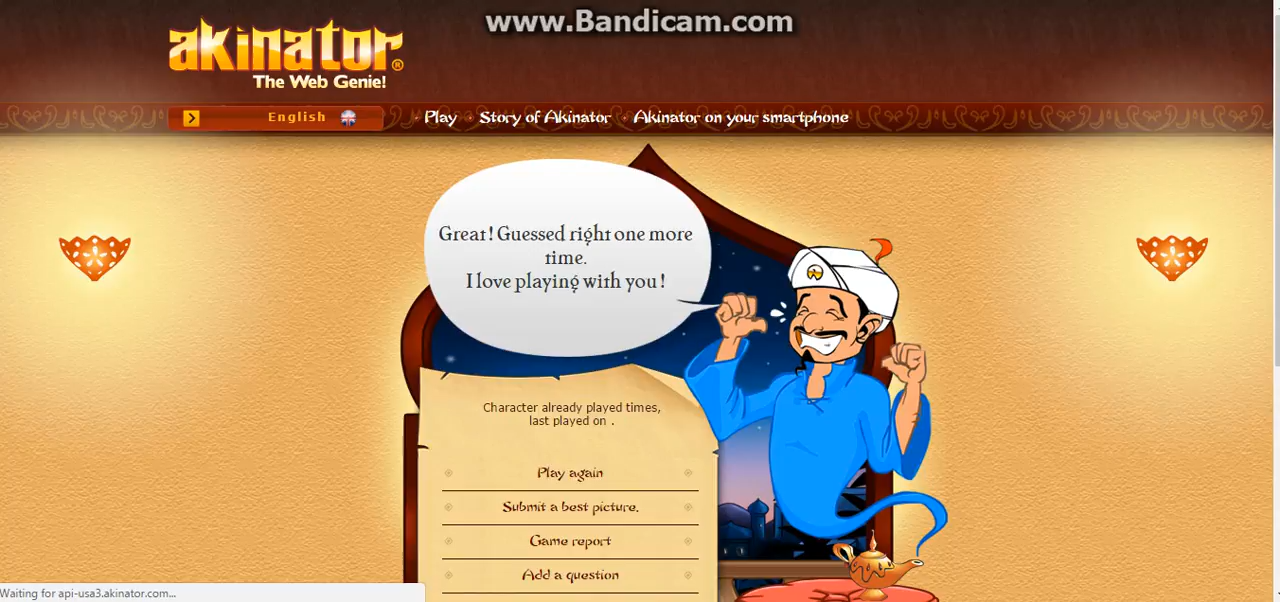 www.Bandicam.com
akinator®
The Web Genie!
English
Play
Story of Akinator
Akinator on your smartphone
Great! Guessed right one more
time.
I love playing with you!
Character already played times,
last played on .
Play again
Submit a best picture.
Game report
Add a question
Waiting for api-usa3.akinator.com...